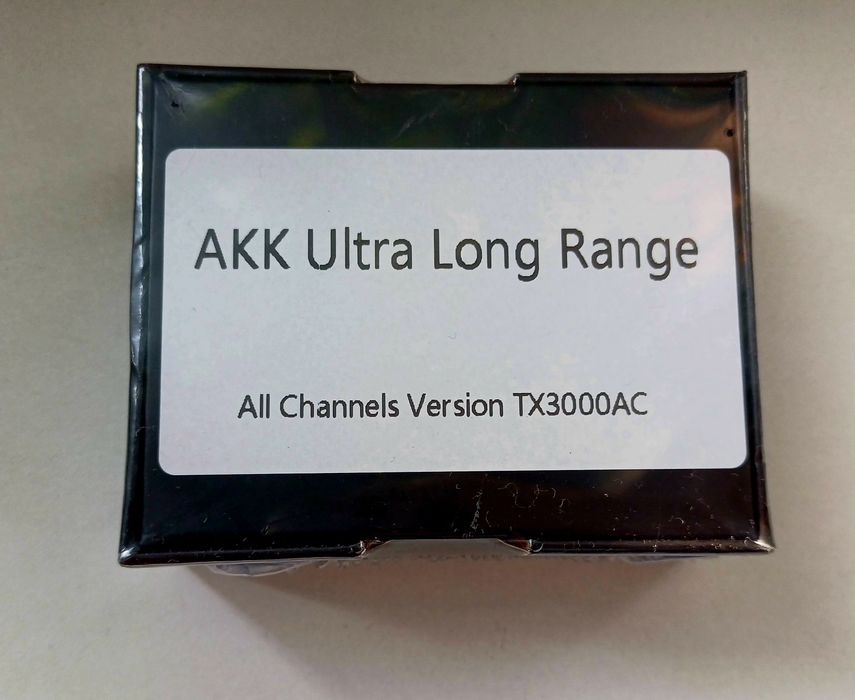 AKK Ultra Long Range
All Channels Version TX3000AC